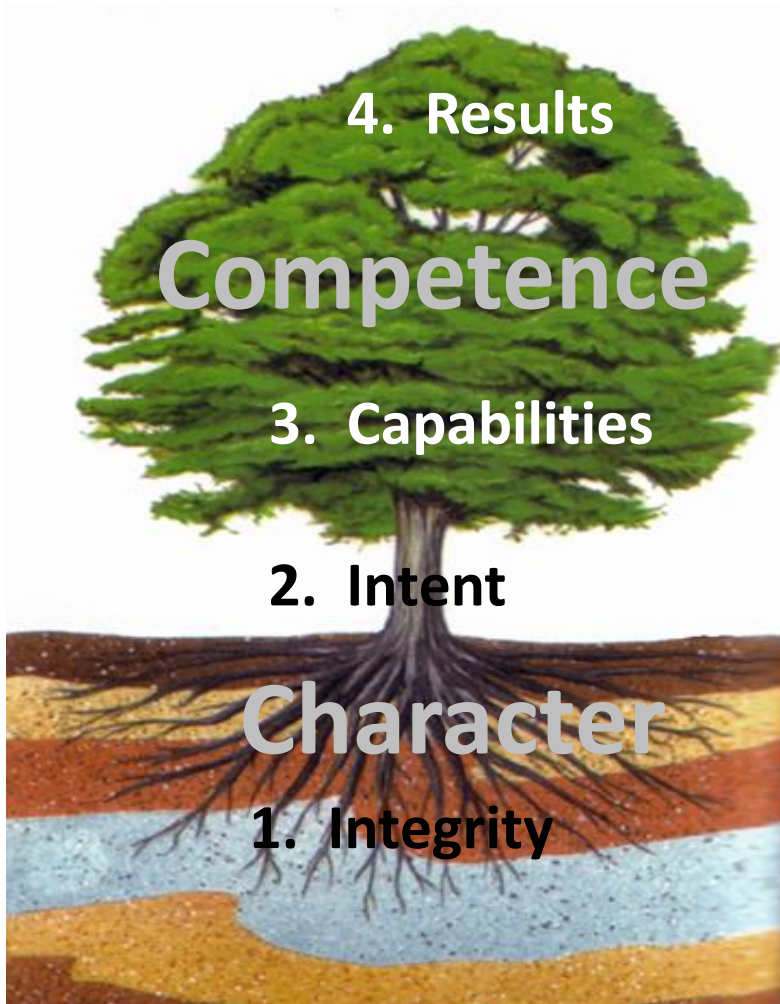 4. Results
Competence
3. Capabilities
2. Intent
Character
1. Integrity